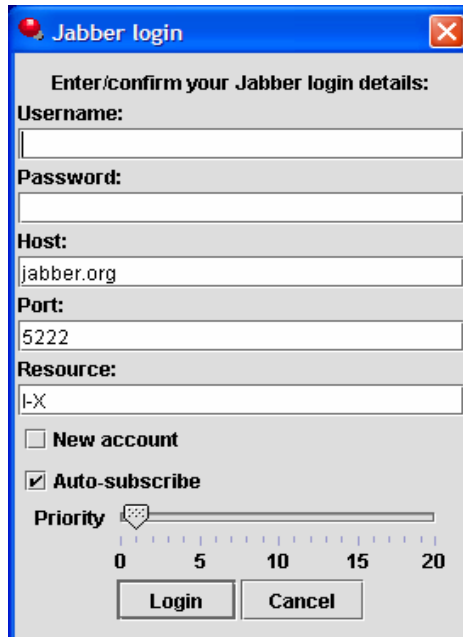 Jabber login
Enter/confirm your Jabber login details:
Username:
Password:
Host:
jabber.org
Port:
5222
Resource:
I-X
New account
Auto-subscribe
Priority
0 5 10 15 20
Login Cancel